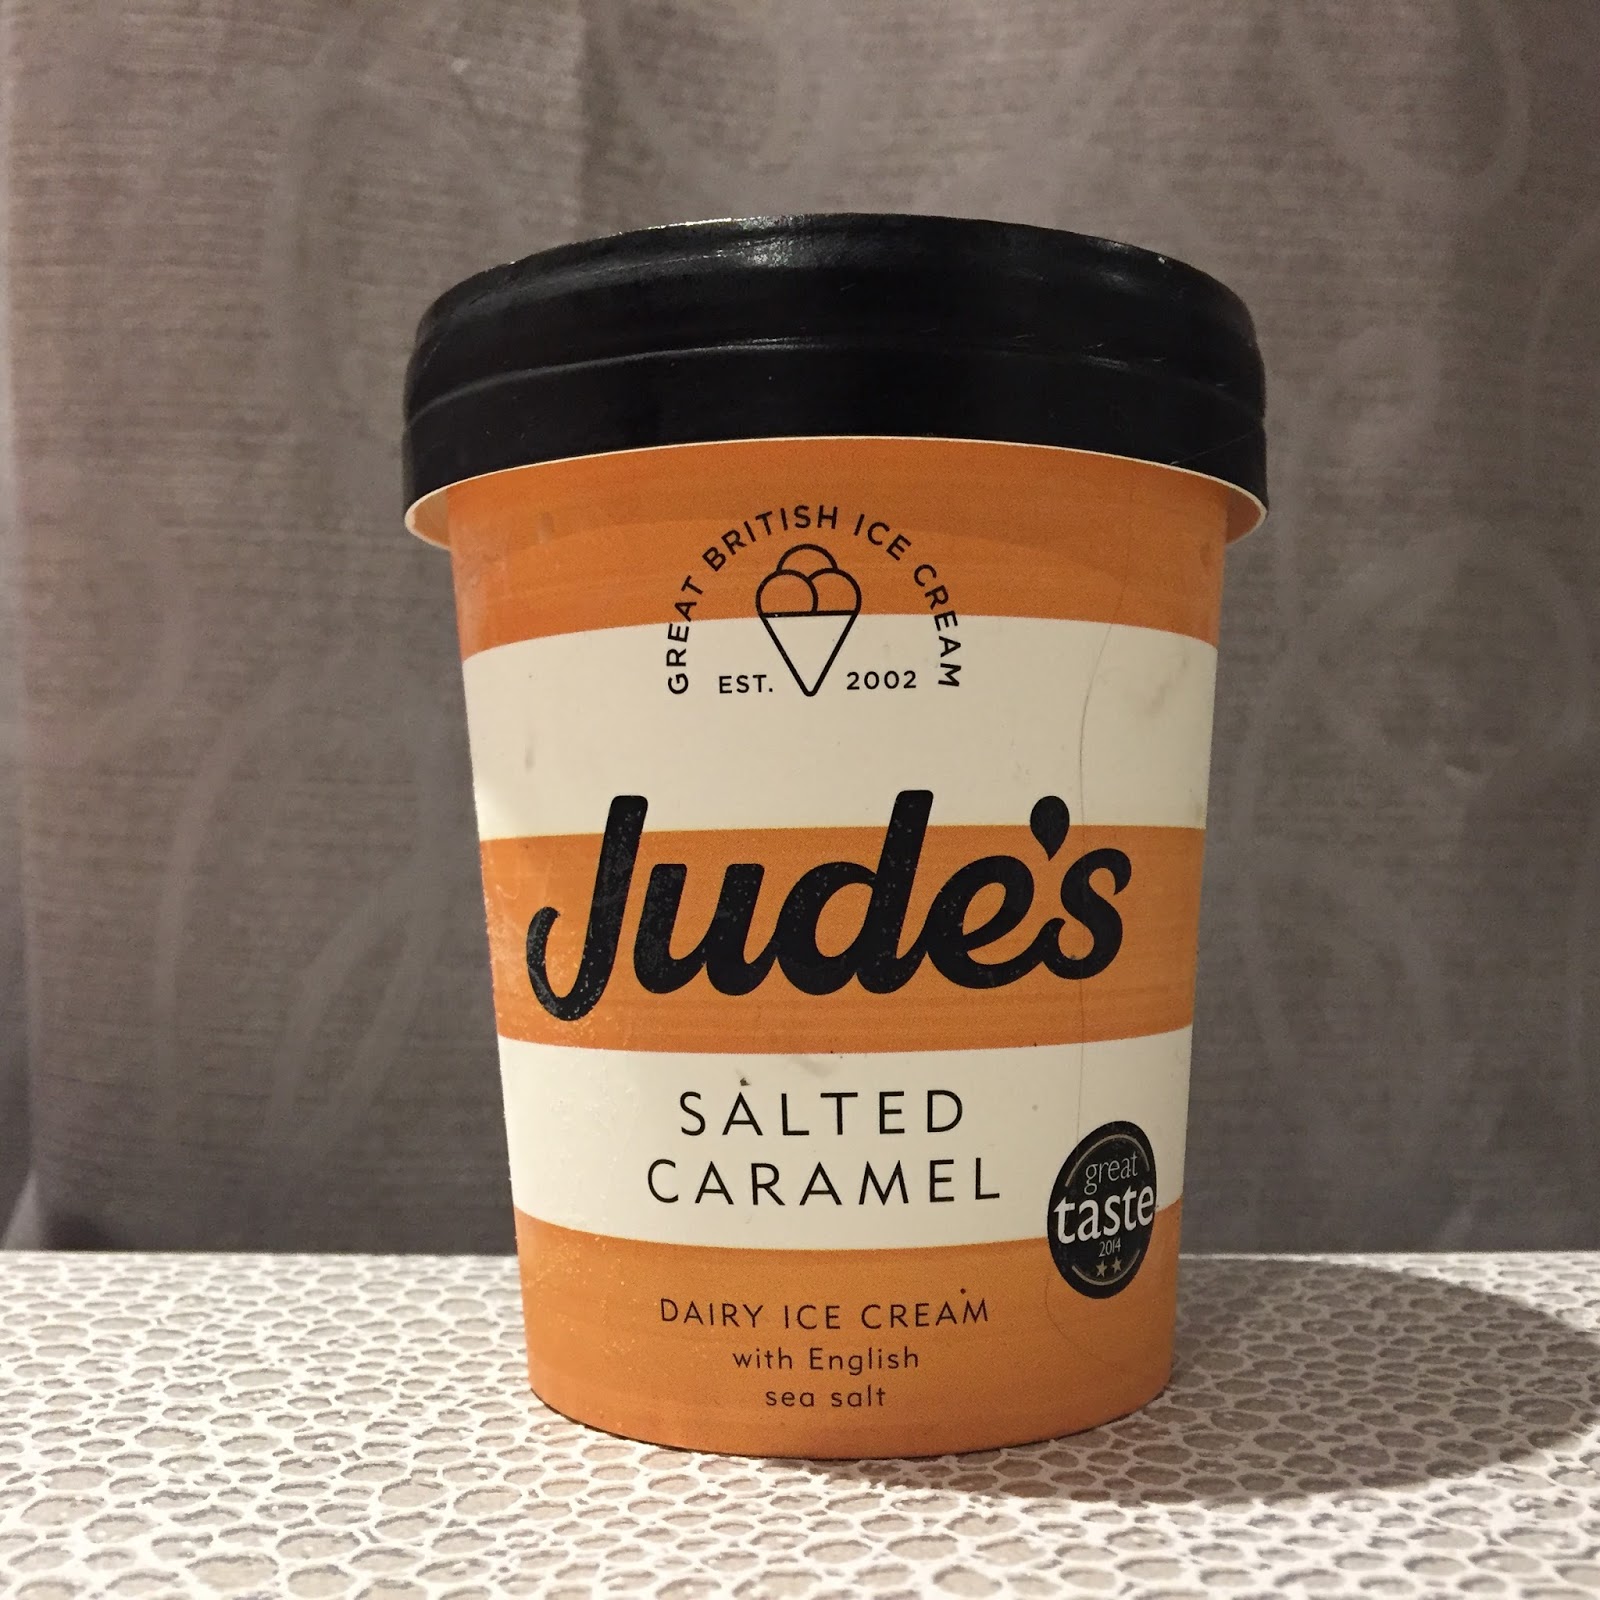 GREAT BRITISH ICE CREAM
EST. 2002
Jude's
SALTED
CARAMEL
great
taste
2014
DAIRY ICE CREAM
with English
sea salt